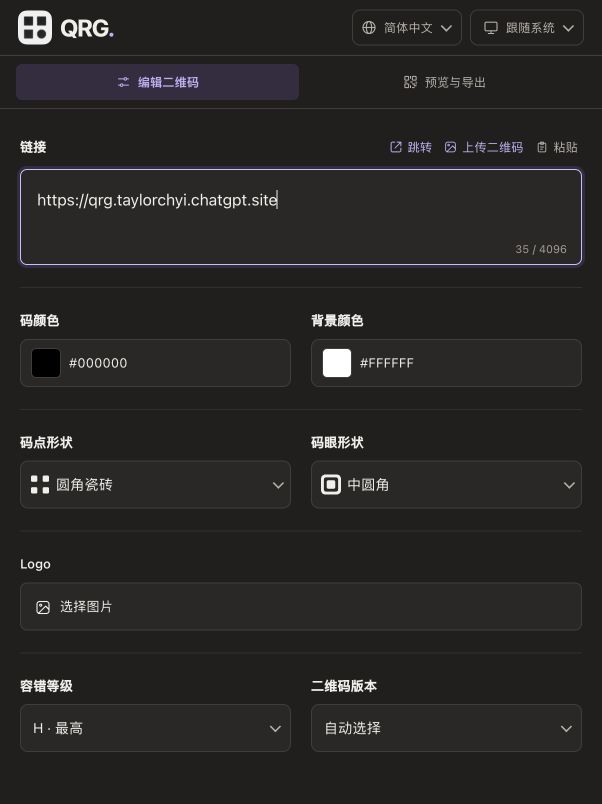 QRG.
简体中文
跟随系统
编辑二维码
预览与导出
链接
跳转
上传二维码
粘贴
https://qrg.taylorchyi.chatgpt.site
35 / 4096
码颜色
背景颜色
#000000
#FFFFFF
码点形状
码眼形状
圆角瓷砖
中圆角
Logo
选择图片
容错等级
二维码版本
H · 最高
自动选择